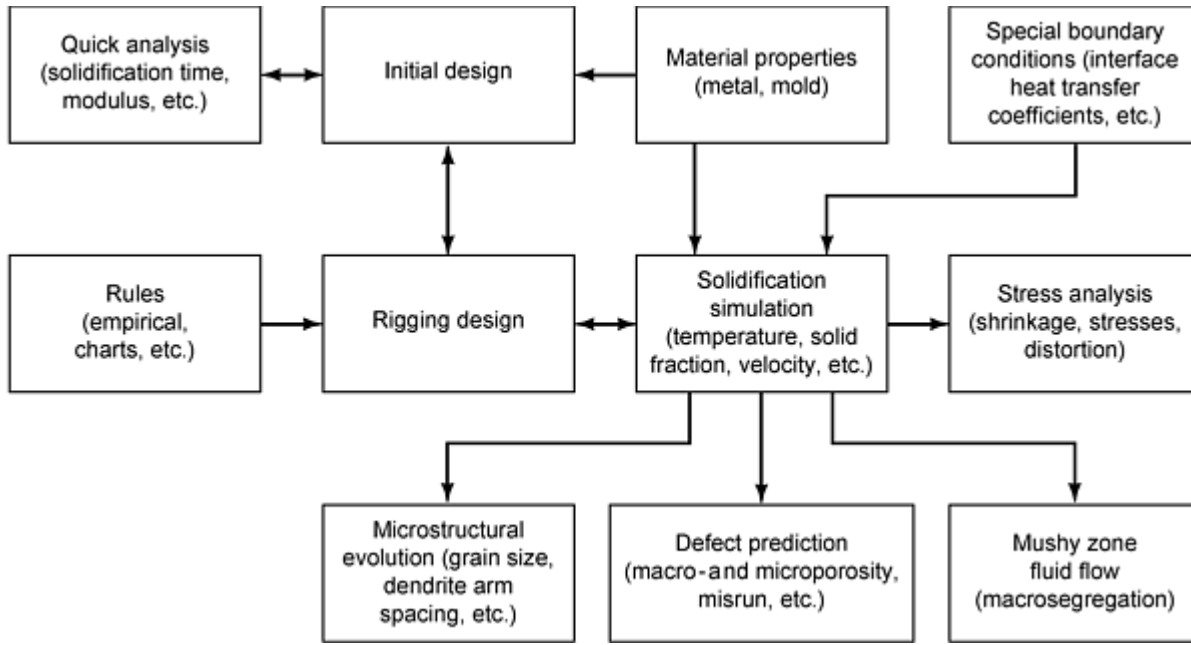 Quick analysis
(solidification time,
modulus, etc.)
Initial design
Material properties
(metal, mold)
Special boundary
conditions (interface
heat transfer
coefficients, etc.)
Rules
(empirical,
charts, etc.)
Rigging design
Solidification
simulation
(temperature, solid
fraction, velocity, etc.)
Stress analysis
(shrinkage, stresses,
distortion)
Microstructural
evolution (grain size,
dendrite arm
spacing, etc.)
Defect prediction
(macro-and microporosity,
misrun, etc.)
Mushy zone
fluid flow
(macrosegregation)